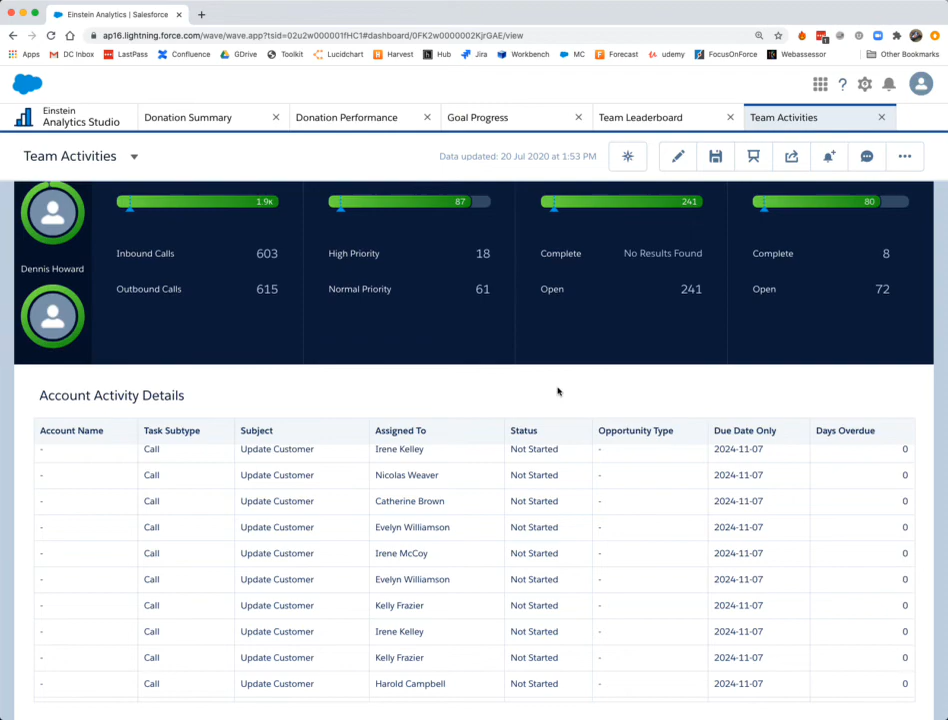 Einstein Analytics | Salesforce
ap16.lightning.force.com/wave/wave.app?tsid=02u2w000001fHC1#dashboard/0FK2w0000002KjrGAE/view
Apps DC Inbox LastPass Confluence GDrive Toolkit Lucidchart Harvest Hub Jira Workbench MC Forecast udemy FocusOnForce Webassessor Other Bookmarks
Einstein
Analytics Studio
Donation Summary Donation Performance Goal Progress Team Leaderboard Team Activities
Team Activities
Data updated: 20 Jul 2020 at 1:53 PM
1.9K 87 241 80
Inbound Calls 603 High Priority 18 Complete No Results Found Complete 8
Dennis Howard
Outbound Calls 615 Normal Priority 61 Open 241 Open 72
Account Activity Details
Account Name Task Subtype Subject Assigned To Status Opportunity Type Due Date Only Days Overdue
- Call Update Customer Irene Kelley Not Started - 2024-11-07 0
- Call Update Customer Nicolas Weaver Not Started - 2024-11-07 0
- Call Update Customer Catherine Brown Not Started - 2024-11-07 0
- Call Update Customer Evelyn Williamson Not Started - 2024-11-07 0
- Call Update Customer Irene McCoy Not Started - 2024-11-07 0
- Call Update Customer Evelyn Williamson Not Started - 2024-11-07 0
- Call Update Customer Kelly Frazier Not Started - 2024-11-07 0
- Call Update Customer Irene Kelley Not Started - 2024-11-07 0
- Call Update Customer Kelly Frazier Not Started - 2024-11-07 0
- Call Update Customer Harold Campbell Not Started - 2024-11-07 0